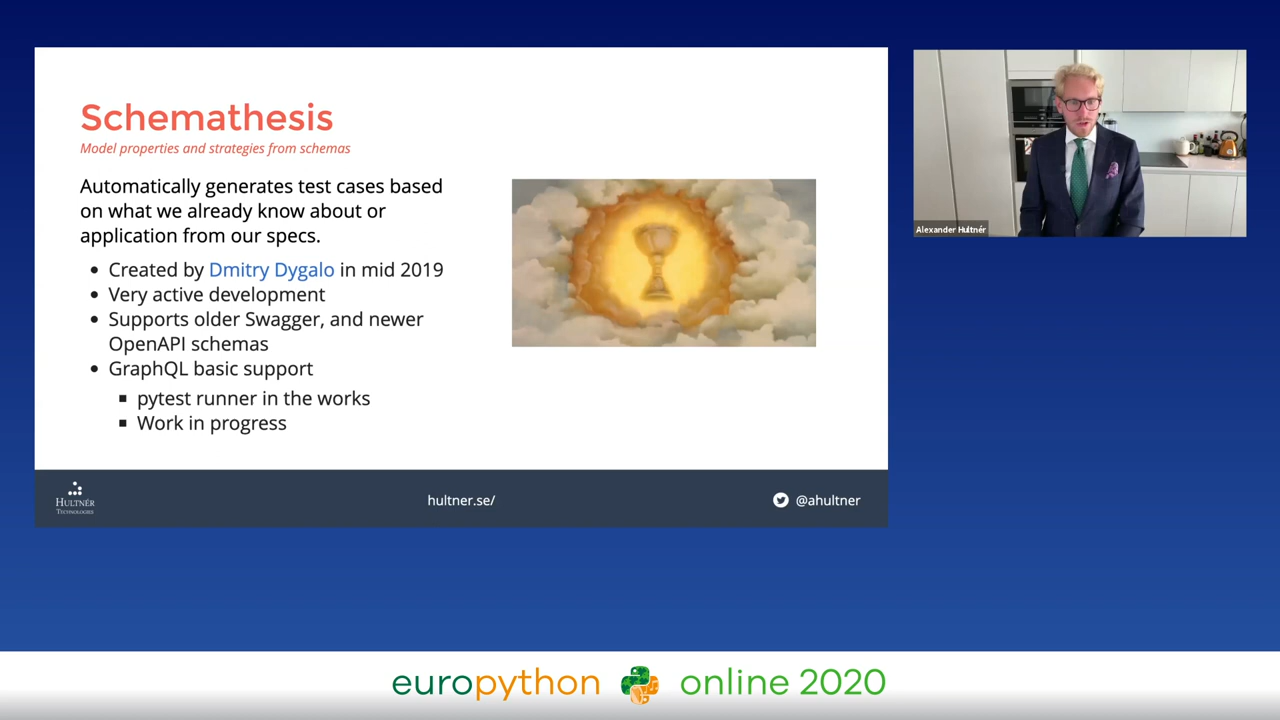 Schemathesis
Model properties and strategies from schemas
Automatically generates test cases based
on what we already know about or
application from our specs.
• Created by Dmitry Dygalo in mid 2019
• Very active development
• Supports older Swagger, and newer
OpenAPI schemas
• GraphQL basic support
▪ pytest runner in the works
▪ Work in progress
HULTNÉR
TECHNOLOGIES
hultner.se/
@ahultner
Alexander Hultnér
europython online 2020